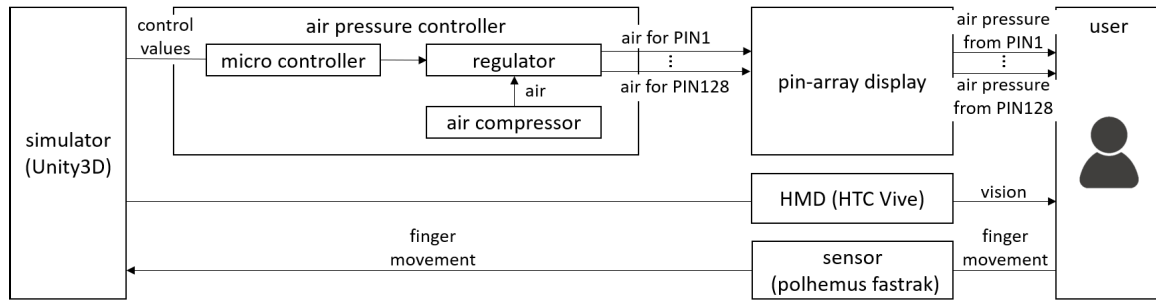 simulator
(Unity3D)
control
values
air pressure controller
micro controller
regulator
air
air compressor
air for PIN1
⋮
air for PIN128
pin-array display
air pressure
from PIN1
⋮
air pressure
from PIN128
user
HMD (HTC Vive)
vision
finger
movement
sensor
(polhemus fastrak)
finger
movement